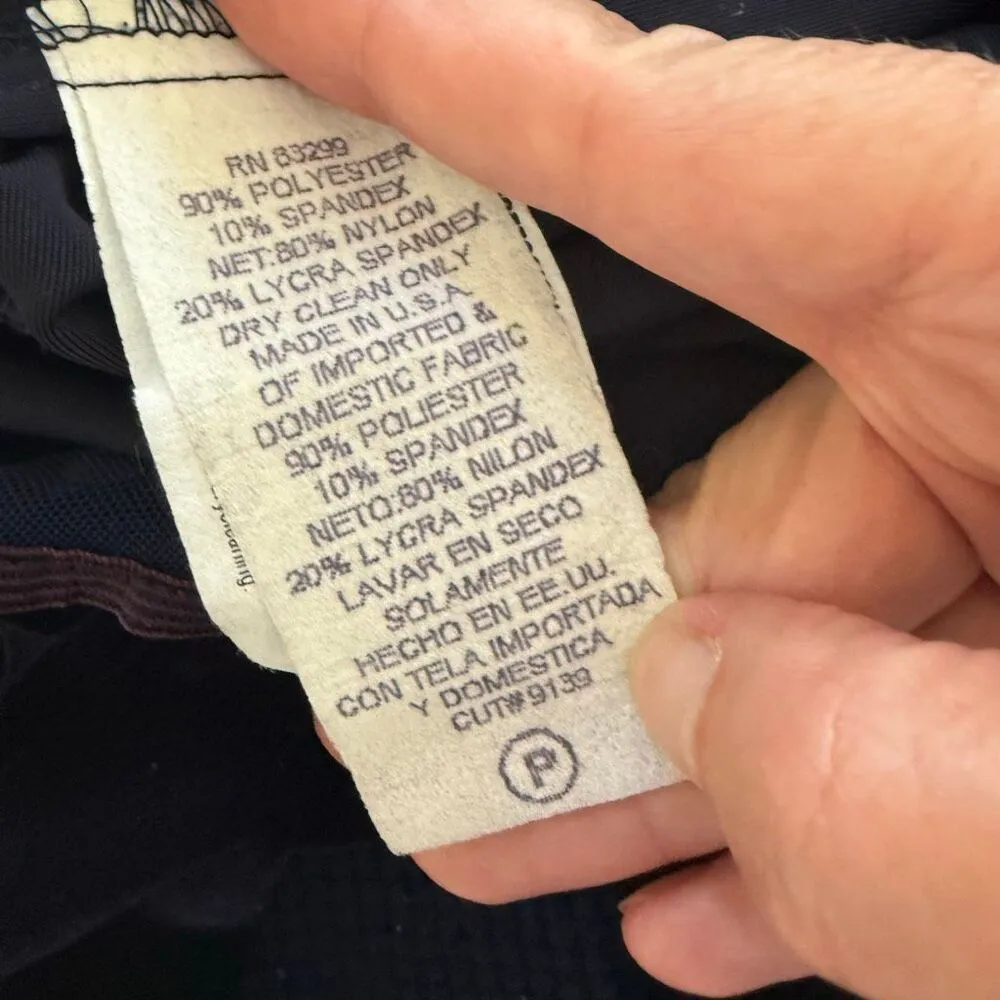 RN 83299
90% POLYESTER
10% SPANDEX
NET:80% NYLON
20% LYCRA SPANDEX
DRY CLEAN ONLY
MADE IN U.S.A.
OF IMPORTED &
DOMESTIC FABRIC
90% POLIESTER
10% SPANDEX
NETO:80% NILON
20% LYCRA SPANDEX
LAVAR EN SECO
SOLAMENTE
HECHO EN EE.UU.
CON TELA IMPORTADA
Y DOMESTICA
CUT# 9139
P